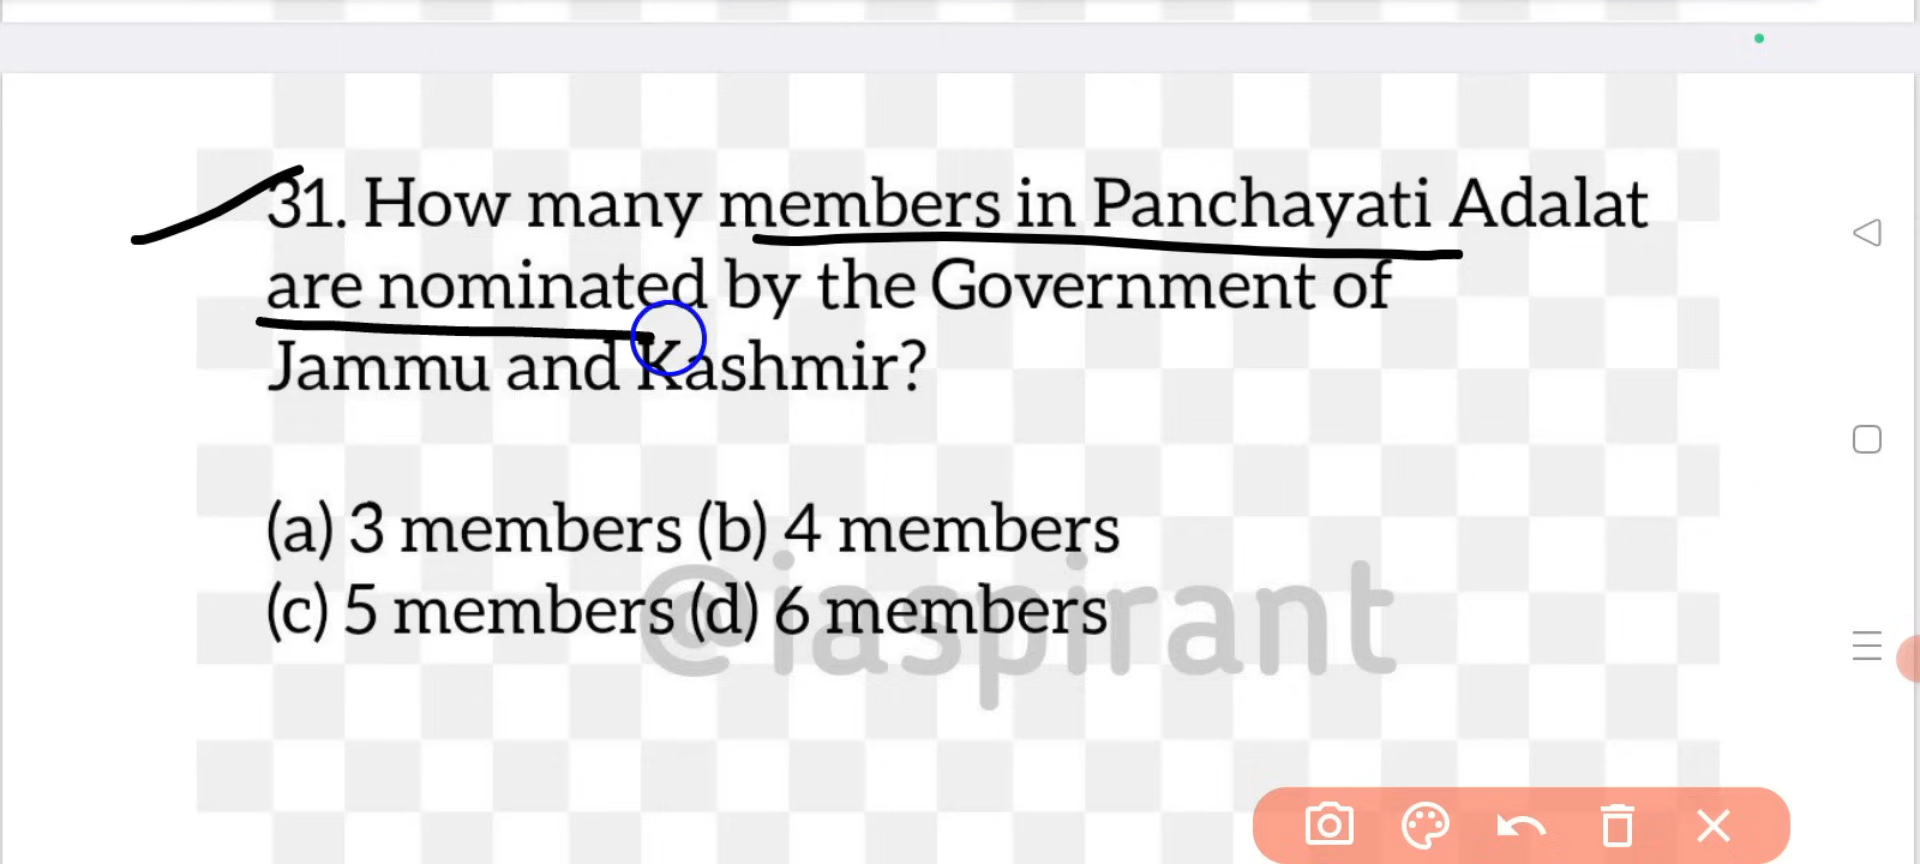 31. How many members in Panchayati Adalat
are nominated by the Government of
Jammu and Kashmir?
(a) 3 members (b) 4 members
(c) 5 members (d) 6 members
@iaspirant